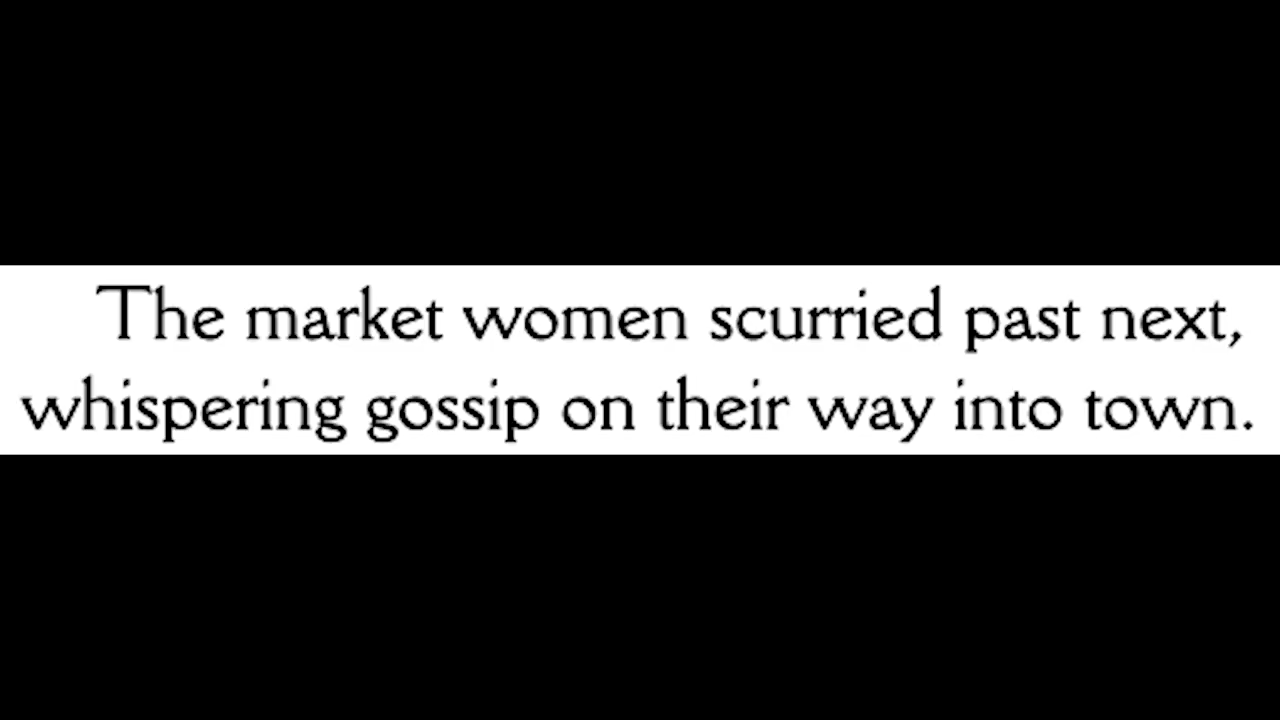 The market women scurried past next,
whispering gossip on their way into town.